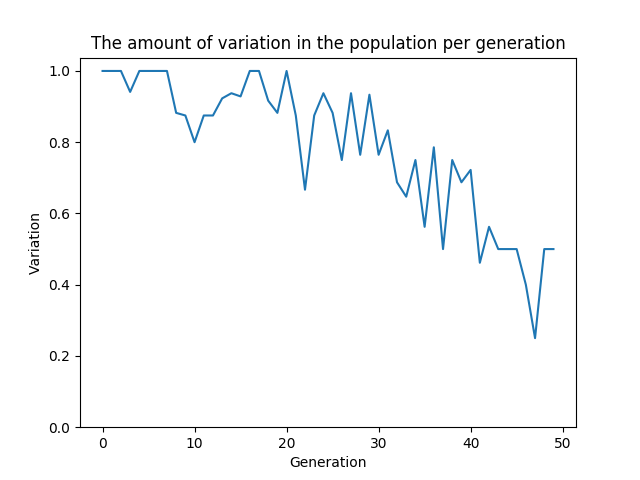 The amount of variation in the population per generation
1.0
0.8
0.6
0.4
0.2
0.0
Variation
0 10 20 30 40 50
Generation